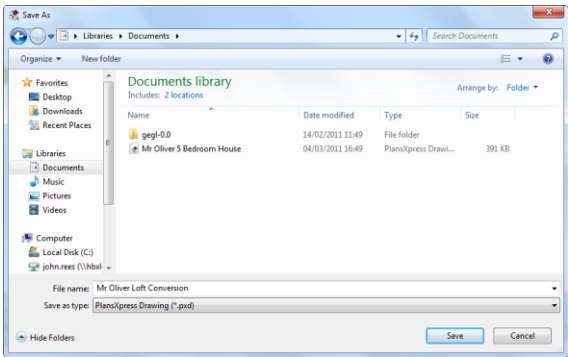 Save As
Libraries Documents
Search Documents
Organize New folder
Favorites
Desktop
Downloads
Recent Places
Libraries
Documents
Music
Pictures
Videos
Computer
Local Disk (C:)
john.rees (\\hbxl-
Documents library
Includes: 2 locations
Arrange by: Folder
Name Date modified Type Size
gegl-0.0 14/02/2011 11:49 File folder
Mr Oliver 5 Bedroom House 04/03/2011 16:49 PlansXpress Drawi... 391 KB
File name: Mr Oliver Loft Conversion
Save as type: PlansXpress Drawing (*.pxd)
Hide Folders Save Cancel